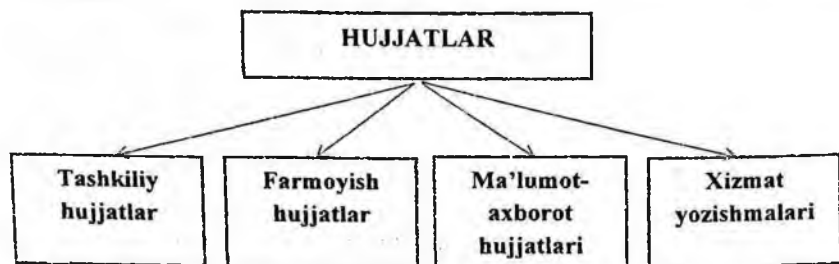 HUJJATLAR
Tashkiliy
hujjatlar
Farmoyish
hujjatlar
Ma'lumot-
axborot
hujjatlari
Xizmat
yozishmalari